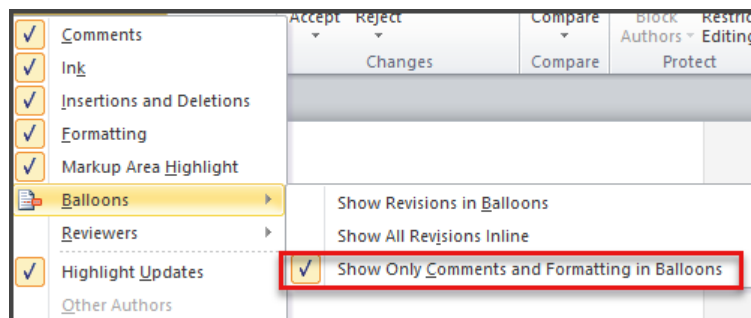 Accept Reject
Compare
Block Restric
Authors Editing
Changes
Compare
Protect
Comments
Ink
Insertions and Deletions
Formatting
Markup Area Highlight
Balloons
Reviewers
Highlight Updates
Other Authors
Show Revisions in Balloons
Show All Revisions Inline
Show Only Comments and Formatting in Balloons